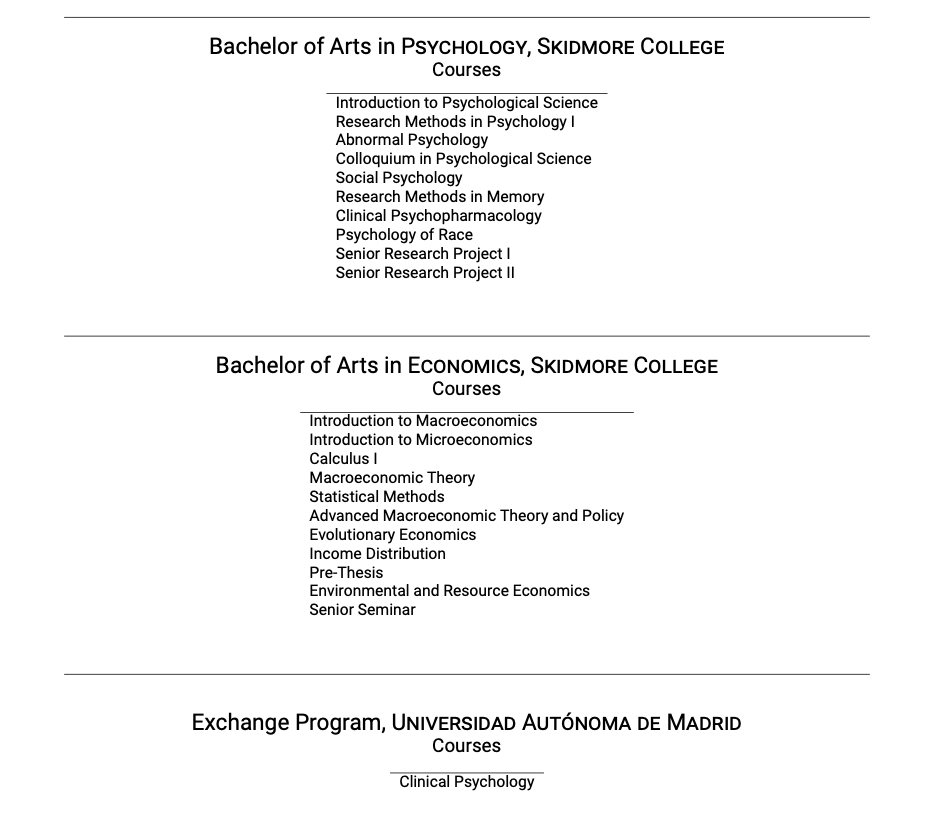 Bachelor of Arts in PSYCHOLOGY, SKIDMORE COLLEGE
Courses
Introduction to Psychological Science
Research Methods in Psychology I
Abnormal Psychology
Colloquium in Psychological Science
Social Psychology
Research Methods in Memory
Clinical Psychopharmacology
Psychology of Race
Senior Research Project I
Senior Research Project II
Bachelor of Arts in ECONOMICS, SKIDMORE COLLEGE
Courses
Introduction to Macroeconomics
Introduction to Microeconomics
Calculus I
Macroeconomic Theory
Statistical Methods
Advanced Macroeconomic Theory and Policy
Evolutionary Economics
Income Distribution
Pre-Thesis
Environmental and Resource Economics
Senior Seminar
Exchange Program, UNIVERSIDAD AUTÓNOMA DE MADRID
Courses
Clinical Psychology